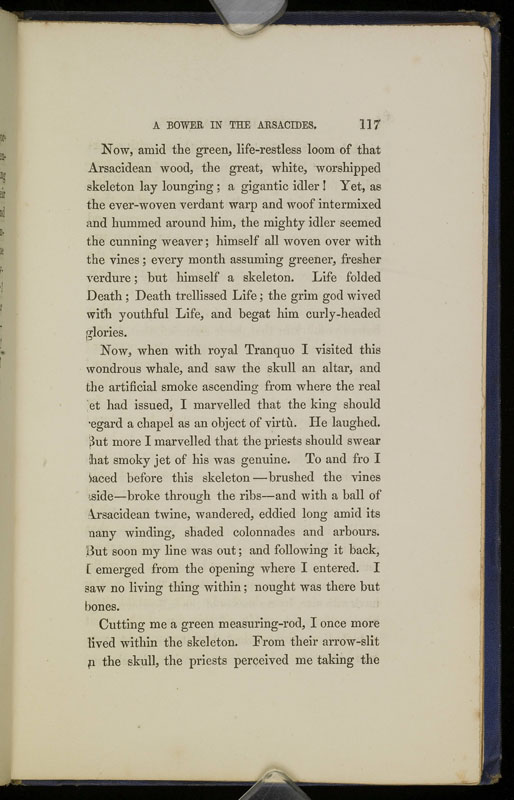 A BOWER IN THE ARSACIDES. 117
Now, amid the green, life-restless loom of that
Arsacidean wood, the great, white, worshipped
skeleton lay lounging; a gigantic idler! Yet, as
the ever-woven verdant warp and woof intermixed
and hummed around him, the mighty idler seemed
the cunning weaver; himself all woven over with
the vines; every month assuming greener, fresher
verdure; but himself a skeleton. Life folded
Death; Death trellissed Life; the grim god wived
with youthful Life, and begat him curly-headed
glories.
Now, when with royal Tranquo I visited this
wondrous whale, and saw the skull an altar, and
the artificial smoke ascending from where the real
et had issued, I marvelled that the king should
regard a chapel as an object of virtù. He laughed.
But more I marvelled that the priests should swear
that smoky jet of his was genuine. To and fro I
paced before this skeleton—brushed the vines
aside—broke through the ribs—and with a ball of
Arsacidean twine, wandered, eddied long amid its
many winding, shaded colonnades and arbours.
But soon my line was out; and following it back,
I emerged from the opening where I entered. I
saw no living thing within; nought was there but
bones.
Cutting me a green measuring-rod, I once more
lived within the skeleton. From their arrow-slit
in the skull, the priests perceived me taking the